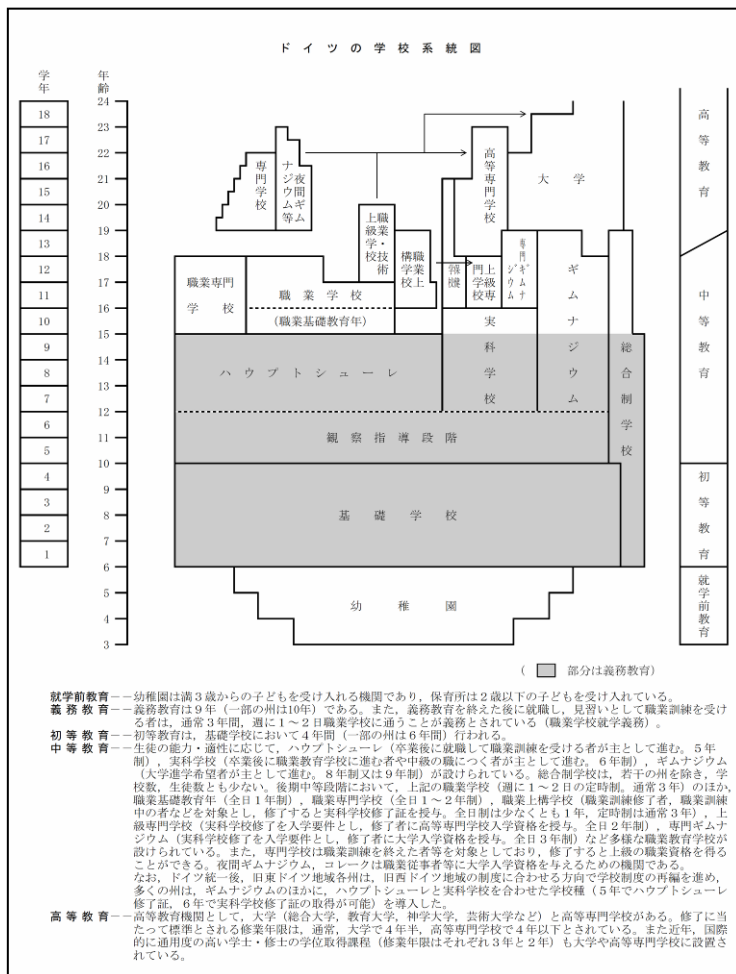 ドイツの学校系統図
学年
年齢
18
17
16
15
14
13
12
11
10
9
8
7
6
5
4
3
2
1
24
23
22
21
20
19
18
17
16
15
14
13
12
11
10
9
8
7
6
5
4
3
専門学校
夜間ギムナジウム等
職業・技術上級学校
職業上構学校
高等専門学校
大学
職業専門学校
職業学校
(職業基礎教育年)
上級専門学校
専門ギムナジウム
ギムナジウム
実科学校
総合制学校
ハウプトシューレ
観察指導段階
基礎学校
幼稚園
高等教育
中等教育
初等教育
就学前教育
( 部分は義務教育)
就学前教育――幼稚園は満3歳からの子どもを受け入れる機関であり，保育所は2歳以下の子どもを受け入れている。
義務教育――義務教育は9年（一部の州は10年）である。また，義務教育を終えた後に就職し，見習いとして職業訓練を受け
る者は，通常3年間，週に1～2日職業学校に通うことが義務とされている（職業学校就学義務）。
初等教育――初等教育は，基礎学校において4年間（一部の州は6年間）行われる。
中等教育――生徒の能力・適性に応じて，ハウプトシューレ（卒業後に就職して職業訓練を受ける者が主として進む。5年
制），実科学校（卒業後に職業教育学校に進む者や中級の職につく者が主として進む。6年制），ギムナジウム
（大学進学希望者が主として進む。8年制又は9年制）が設けられている。総合制学校は，若干の州を除き，学
校数，生徒数とも少ない。後期中等段階において，上記の職業学校（週に1～2日の定時制。通常3年）のほか，
職業基礎教育年（全日1年制），職業専門学校（全日1～2年制），職業上構学校（職業訓練修了者，職業訓練
中の者などを対象とし，修了すると実科学校修了証を授与。全日制は少なくとも1年，定時制は通常3年），上
級専門学校（実科学校修了を入学要件とし，修了者に高等専門学校入学資格を授与。全日2年制），専門ギムナ
ジウム（実科学校修了を入学要件とし，修了者に大学入学資格を授与。全日3年制）など多様な職業教育学校が
設けられている。また，専門学校は職業訓練を終えた者等を対象としており，修了すると上級の職業資格を得る
ことができる。夜間ギムナジウム，コレークは職業従事者等に大学入学資格を与えるための機関である。
なお，ドイツ統一後，旧東ドイツ地域各州は，旧西ドイツ地域の制度に合わせる方向で学校制度の再編を進め，
多くの州は，ギムナジウムのほかに，ハウプトシューレと実科学校を合わせた学校種（5年でハウプトシューレ
修了証，6年で実科学校修了証の取得が可能）を導入した。
高等教育――高等教育機関として，大学（総合大学，教育大学，神学大学，芸術大学など）と高等専門学校がある。修了に当
たって標準とされる修業年限は，通常，大学で4年半，高等専門学校で4年以下とされている。また近年，国際
的に通用度の高い学士・修士の学位取得課程（修業年限はそれぞれ3年と2年）も大学や高等専門学校に設置
されている。